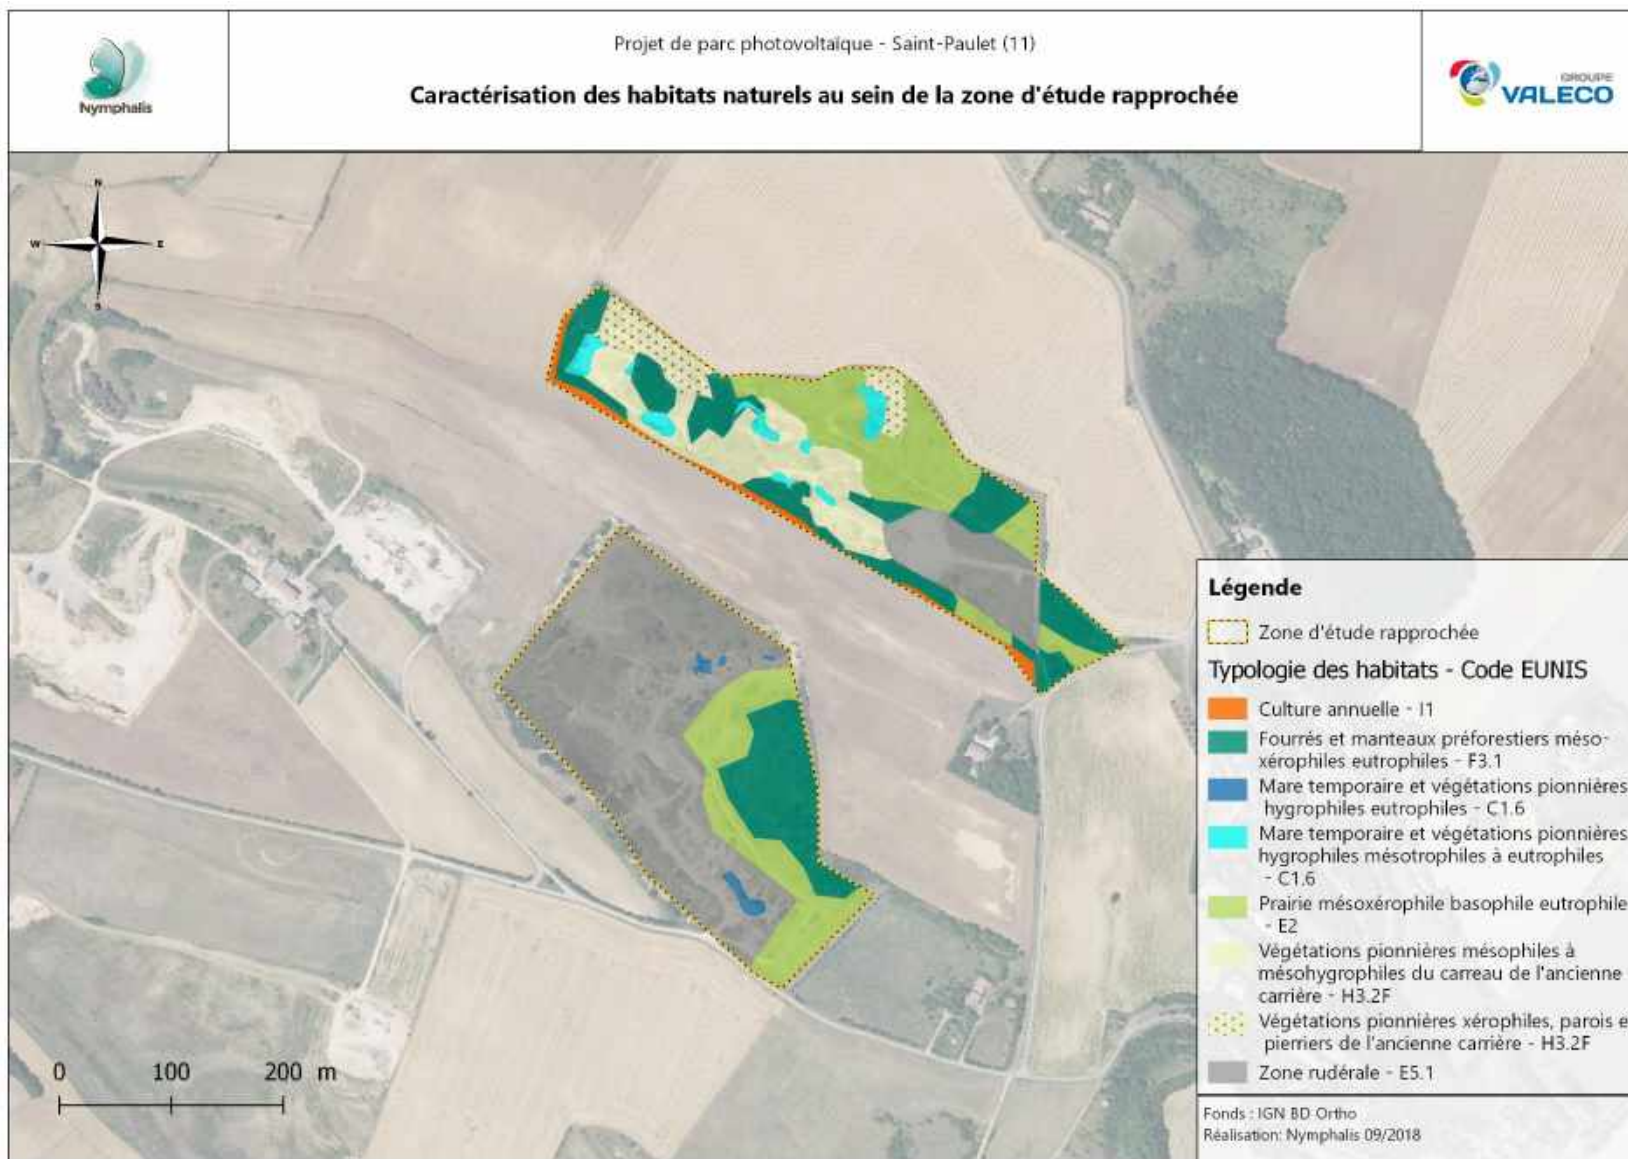 Nymphalis
Projet de parc photovoltaïque - Saint-Paulet (11)
Caractérisation des habitats naturels au sein de la zone d'étude rapprochée
GROUPE
VALECO
N
W
E
S
Légende
Zone d'étude rapprochée
Typologie des habitats - Code EUNIS
Culture annuelle - I1
Fourrés et manteaux préforestiers méso-
xérophiles eutrophiles - F3.1
Mare temporaire et végétations pionnières
hygrophiles eutrophiles - C1.6
Mare temporaire et végétations pionnières
hygrophiles mésotrophiles à eutrophiles
- C1.6
Prairie mésoxérophile basophile eutrophile
- E2
Végétations pionnières mésophiles à
mésohygrophiles du carreau de l'ancienne
carrière - H3.2F
Végétations pionnières xérophiles, parois e
pierriers de l'ancienne carrière - H3.2F
Zone rudérale - E5.1
0 100 200 m
Fonds : IGN BD Ortho
Réalisation: Nymphalis 09/2018